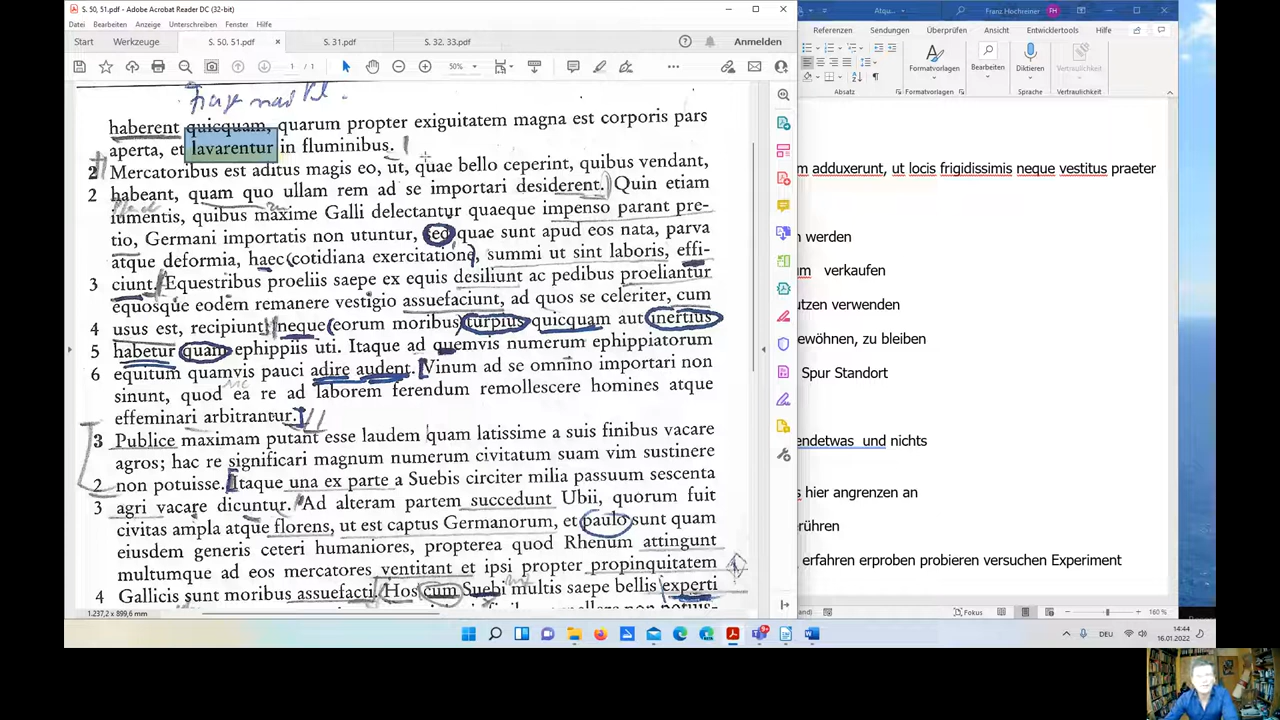 S. 50, 51.pdf - Adobe Acrobat Reader DC (32-bit)
Datei Bearbeiten Anzeige Unterschreiben Fenster Hilfe
Start Werkzeuge S. 50, 51.pdf S. 31.pdf S. 32, 33.pdf Anmelden
1 / 1 50%
haberent quicquam, quarum propter exiguitatem magna est corporis pars
aperta, et lavarentur in fluminibus.
2 Mercatoribus est aditus magis eo, ut, quae bello ceperint, quibus vendant,
2 habeant, quam quo ullam rem ad se importari desiderent. Quin etiam
iumentis, quibus maxime Galli delectantur quaeque impenso parant pre-
tio, Germani importatis non utuntur, sed quae sunt apud eos nata, parva
atque deformia, haec cotidiana exercitatione, summi ut sint laboris, effi-
3 ciunt. Equestribus proeliis saepe ex equis desiliunt ac pedibus proeliantur
equosque eodem remanere vestigio assuefaciunt, ad quos se celeriter, cum
4 usus est, recipiunt neque eorum moribus turpius quicquam aut inertius
5 habetur quam ephippiis uti. Itaque ad quemvis numerum ephippiatorum
6 equitum quamvis pauci adire audent. Vinum ad se omnino importari non
sinunt, quod ea re ad laborem ferendum remollescere homines atque
effeminari arbitrantur.
3 Publice maximam putant esse laudem quam latissime a suis finibus vacare
agros; hac re significari magnum numerum civitatum suam vim sustinere
2 non potuisse. Itaque una ex parte a Suebis circiter milia passuum sescenta
3 agri vacare dicuntur. Ad alteram partem succedunt Ubii, quorum fuit
civitas ampla atque florens, ut est captus Germanorum, et paulo sunt quam
eiusdem generis ceteri humaniores, propterea quod Rhenum attingunt
multumque ad eos mercatores ventitant et ipsi propter propinquitatem
4 Gallicis sunt moribus assuefacti. Hos cum Suebi multis saepe bellis experti
1.237,2 x 899,6 mm
Atqu... Franz Hochreiner FH
Referenzen Sendungen Überprüfen Ansicht Entwicklertools Hilfe
Formatvorlagen Bearbeiten Diktieren Vertraulichkeit
Absatz Formatvorlagen Sprache Vertraulichkeit
m adduxerunt, ut locis frigidissimis neque vestitus praeter
n werden
um verkaufen
utzen verwenden
ewöhnen, zu bleiben
Spur Standort
endetwas und nichts
s hier angrenzen an
rühren
erfahren erproben probieren versuchen Experiment
Fokus 160 %
DEU 14:44
16.01.2022